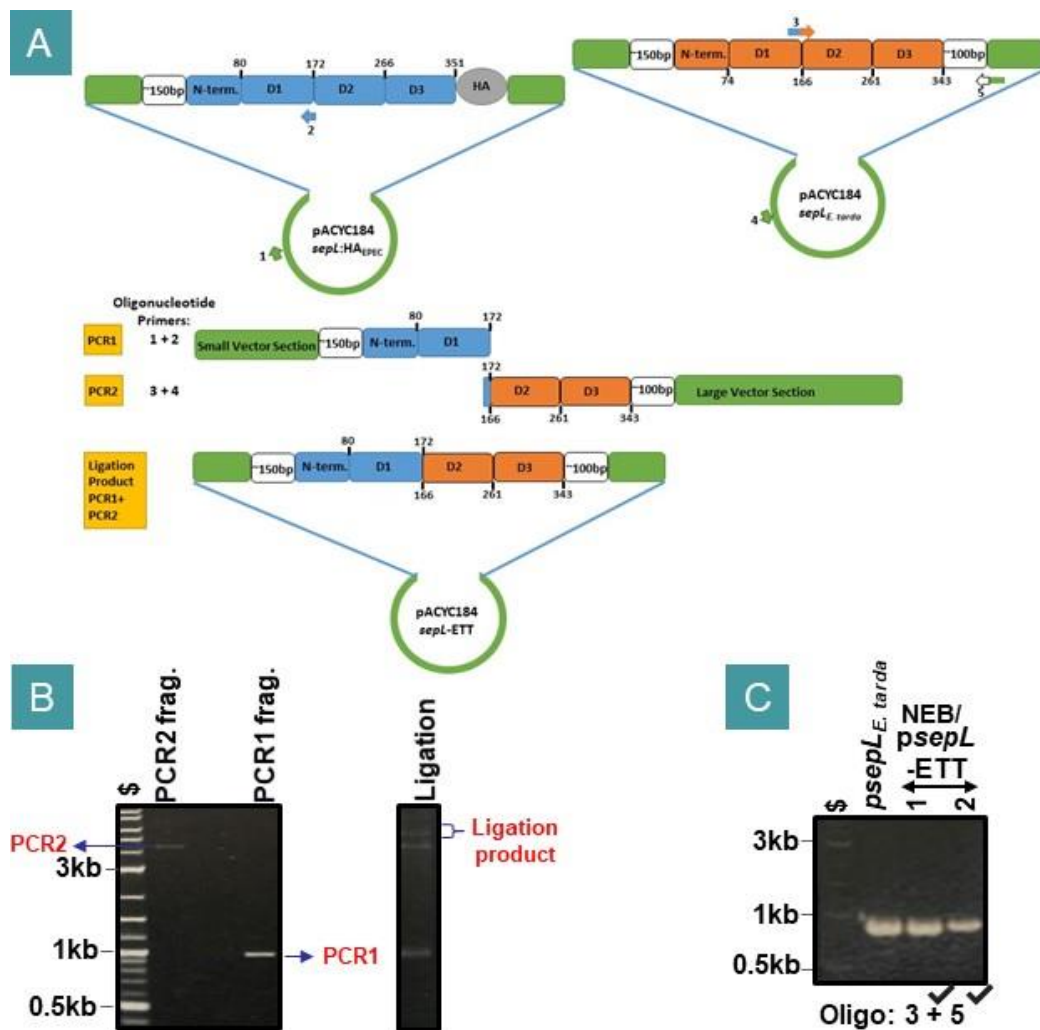 A
~150bp
N-term.
80
D1
172
D2
266
D3
351
HA
2
pACYC184
sepL:HAEPEC
1
3
~150bp
N-term.
D1
D2
D3
~100bp
74
166
261
343
5
pACYC184
sepLE. tarda
4
Oligonucleotide
Primers:
PCR1
1 + 2
Small Vector Section
~150bp
N-term.
80
D1
172
PCR2
3 + 4
172
D2
D3
~100bp
Large Vector Section
166
261
343
Ligation
Product
PCR1+
PCR2
~150bp
N-term.
80
D1
172
D2
D3
~100bp
166
261
343
pACYC184
sepL-ETT
B
$
PCR2 frag.
PCR1 frag.
Ligation
PCR2
3kb
1kb
0.5kb
PCR1
Ligation
product
C
$
psepLE. tarda
NEB/
psepL
-ETT
1
2
3kb
1kb
0.5kb
Oligo: 3 + 5